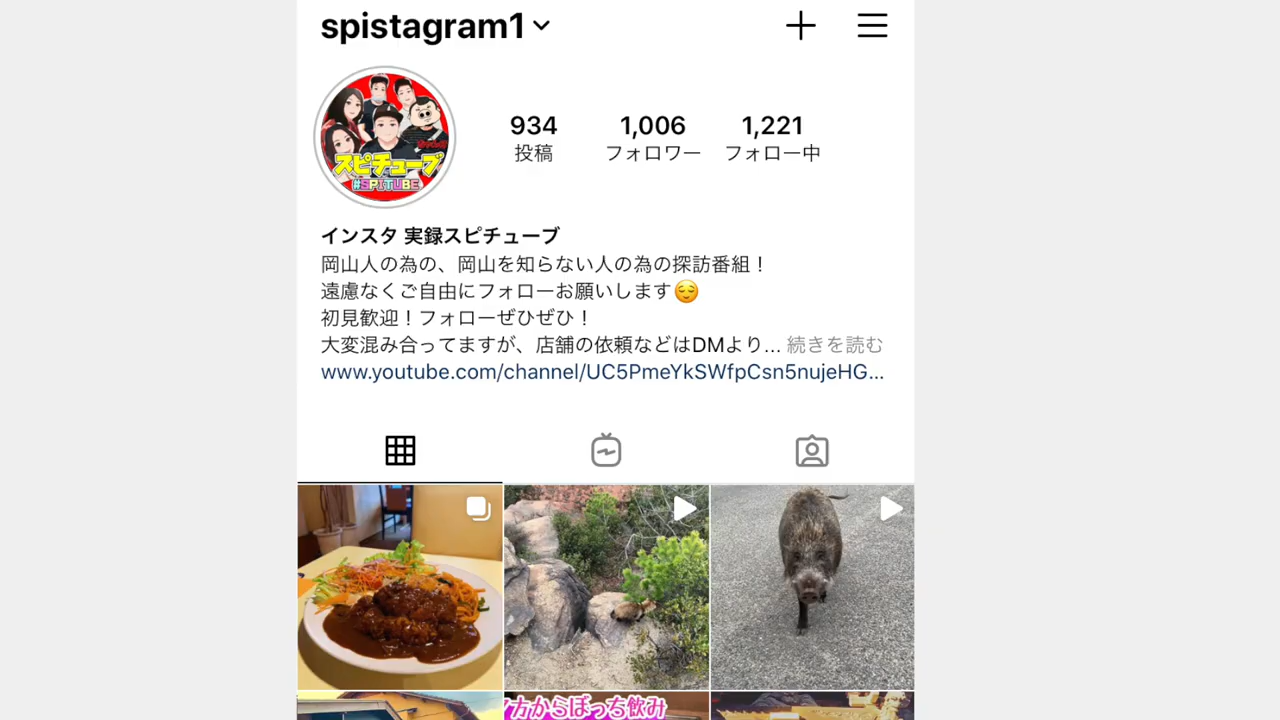 spistagram1
スピチューブ
#SPITUBE
934
投稿
1,006
フォロワー
1,221
フォロー中
インスタ 実録スピチューブ
岡山人の為の、岡山を知らない人の為の探訪番組！
遠慮なくご自由にフォローお願いします😌
初見歓迎！フォローぜひぜひ！
大変混み合ってますが、店舗の依頼などはDMより... 続きを読む
www.youtube.com/channel/UC5PmeYkSWfpCsn5nujeHG...
方からぼっち飲み